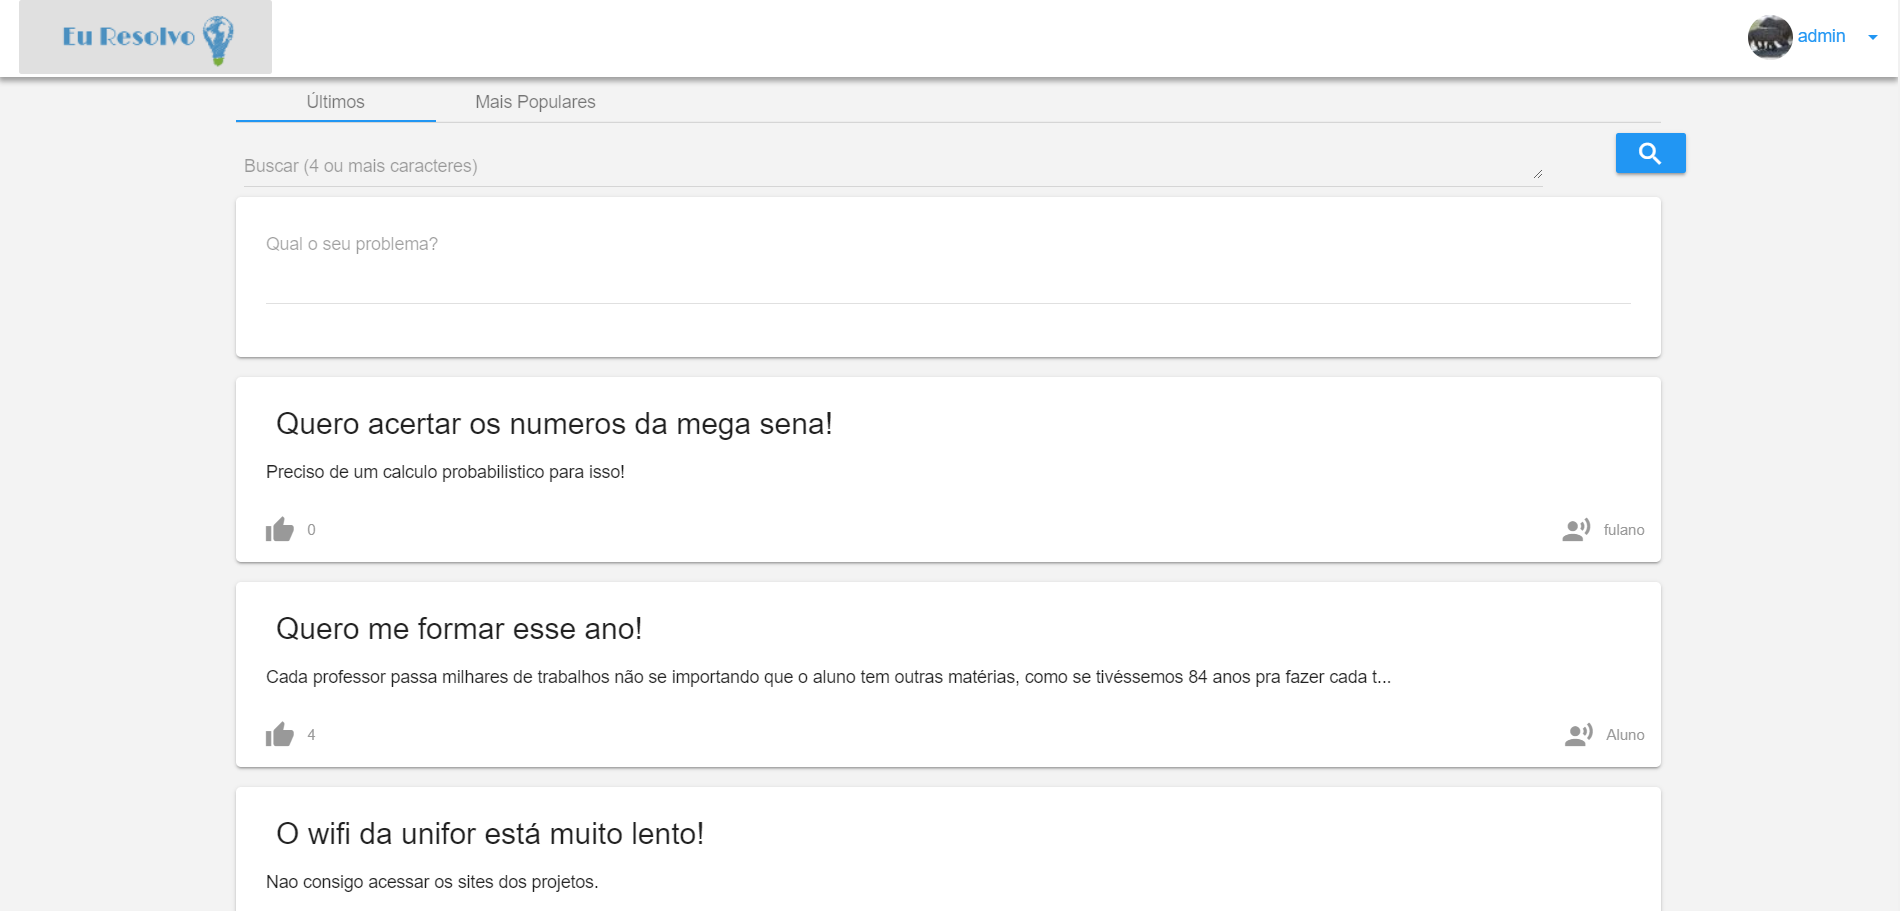 Eu Resolvo
admin
Últimos
Mais Populares
Buscar (4 ou mais caracteres)
Qual o seu problema?
Quero acertar os numeros da mega sena!
Preciso de um calculo probabilistico para isso!
0
fulano
Quero me formar esse ano!
Cada professor passa milhares de trabalhos não se importando que o aluno tem outras matérias, como se tivéssemos 84 anos pra fazer cada t...
4
Aluno
O wifi da unifor está muito lento!
Nao consigo acessar os sites dos projetos.